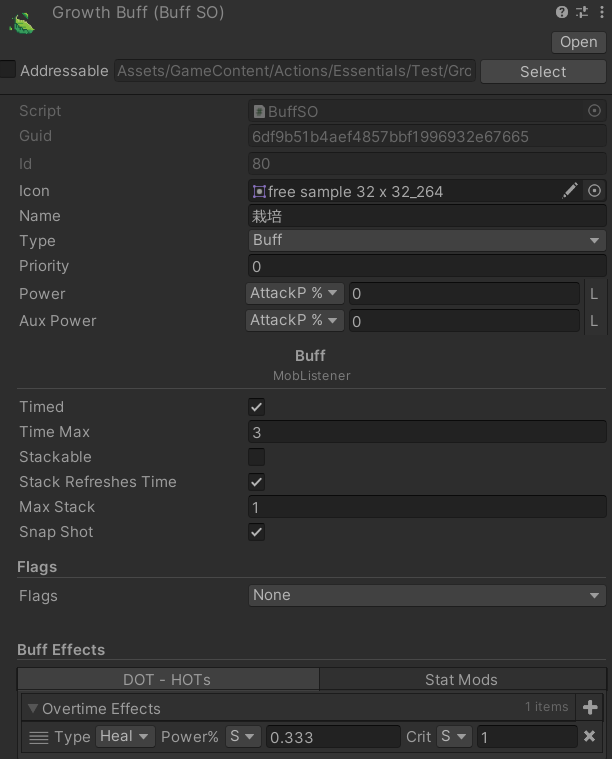 Growth Buff (Buff SO)
Open
Addressable Assets/GameContent/Actions/Essentials/Test/Gro Select
Script BuffSO
Guid 6df9b51b4aef4857bbf1996932e67665
Id 80
Icon free sample 32 x 32_264
Name 栽培
Type Buff
Priority 0
Power AttackP % 0 L
Aux Power AttackP % 0 L
Buff
MobListener
Timed
Time Max 3
Stackable
Stack Refreshes Time
Max Stack 1
Snap Shot
Flags
Flags None
Buff Effects
DOT - HOTs Stat Mods
Overtime Effects 1 items
Type Heal Power% S 0.333 Crit S 1